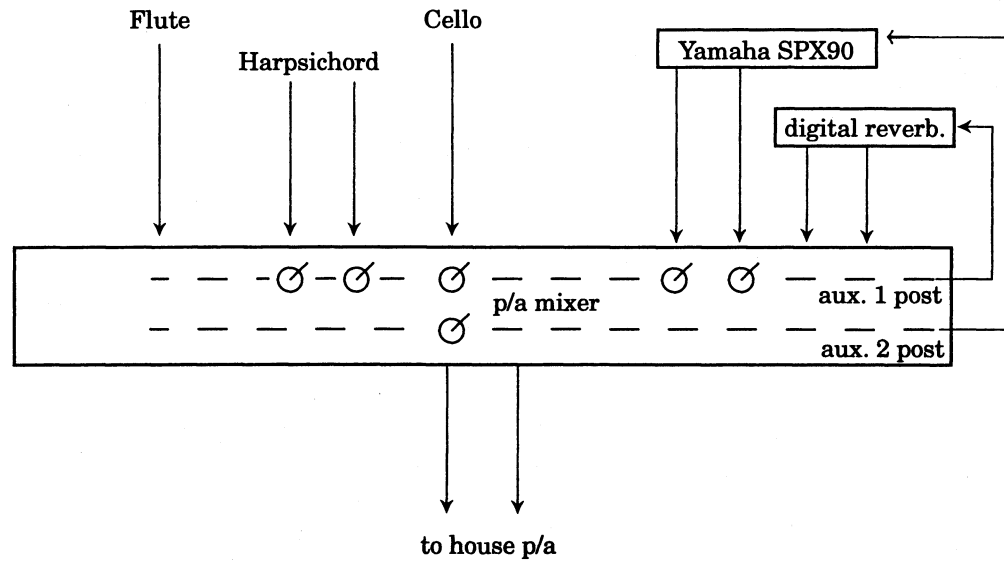 Flute
Cello
Harpsichord
Yamaha SPX90
digital reverb.
aux. 1 post
p/a mixer
aux. 2 post
to house p/a